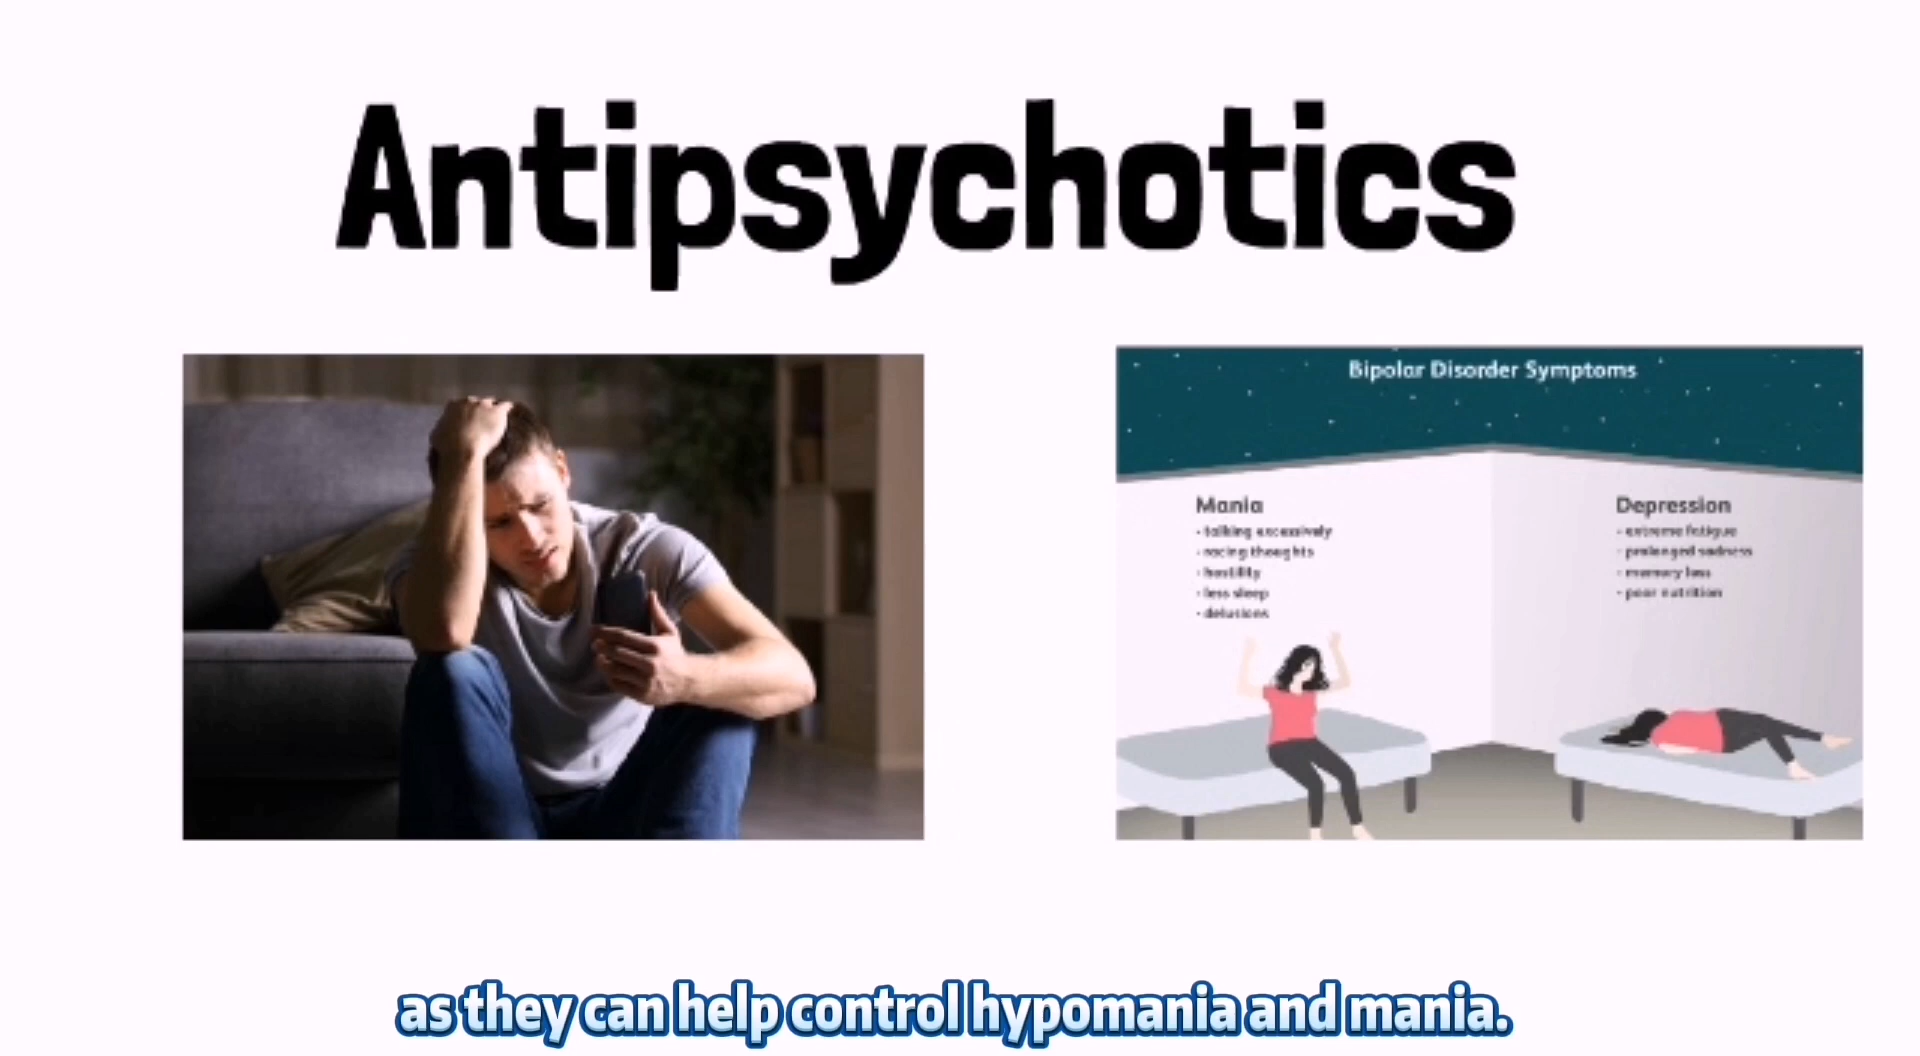 Antipsychotics
Bipolar Disorder Symptoms
Mania
- talking excessively
- racing thoughts
- hostility
- less sleep
- delusions
Depression
- extreme fatigue
- prolonged sadness
- memory loss
- poor nutrition
as they can help control hypomania and mania.